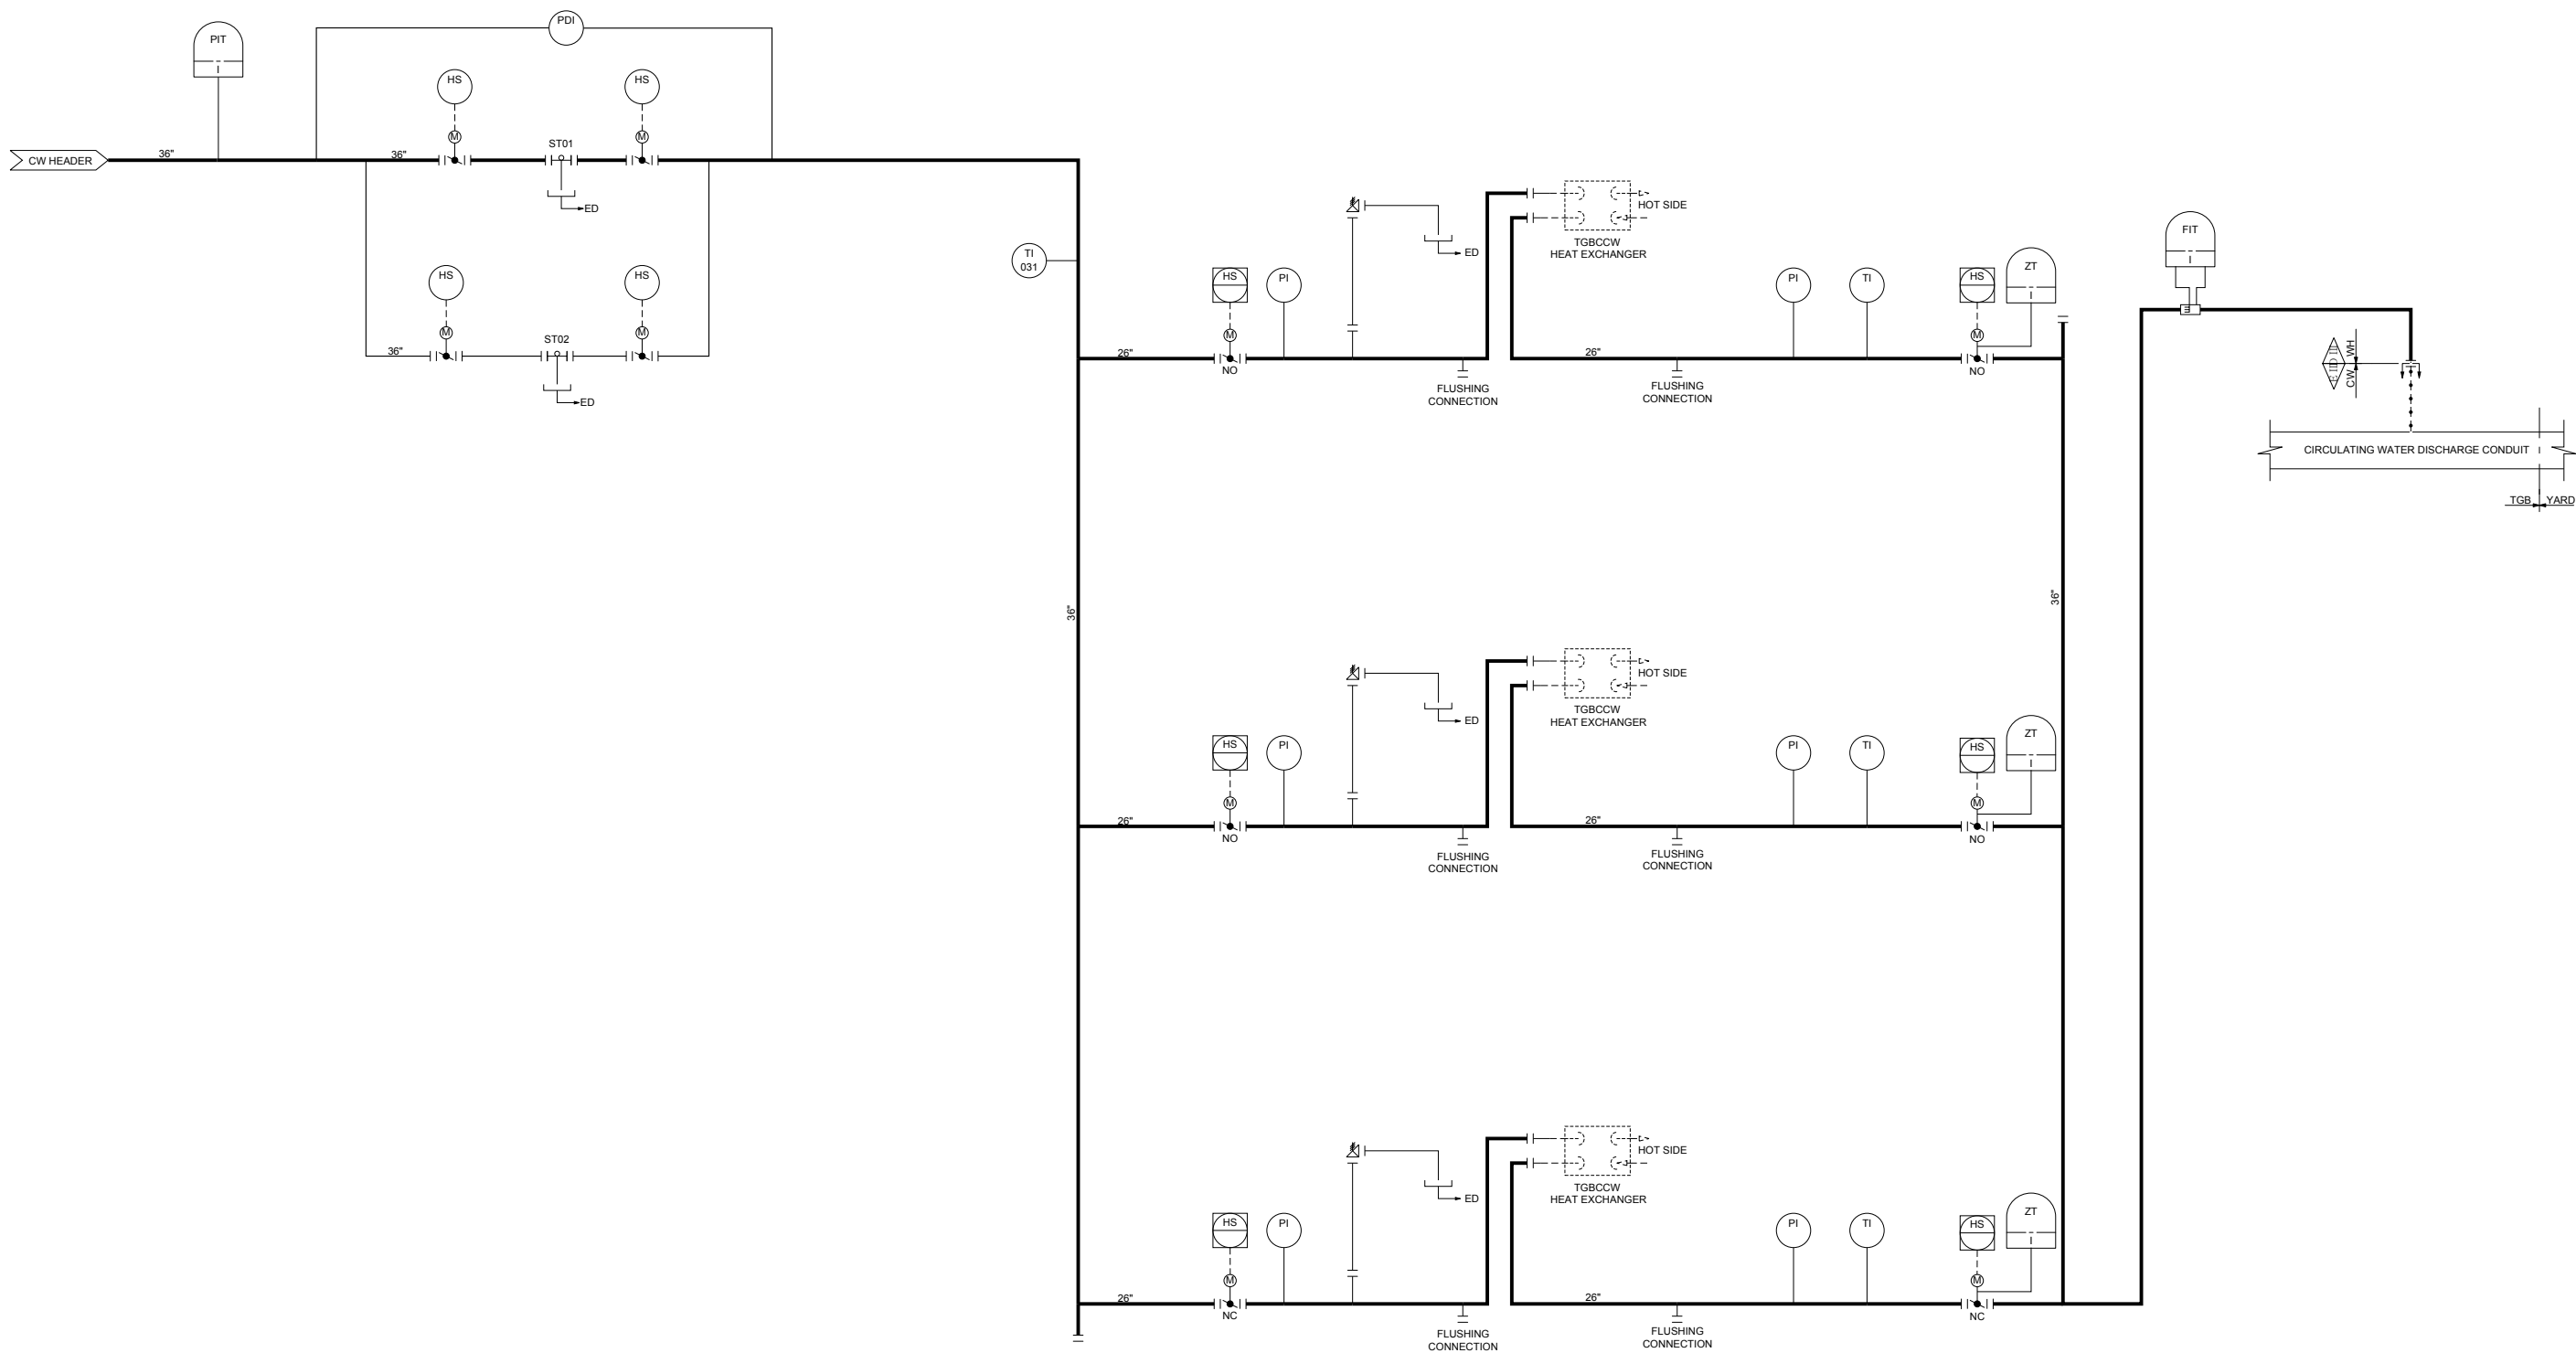 PDI
PIT
HS
HS
M
M
ST01
CW HEADER
36"
36"
ED
HS
HS
M
M
ST02
36"
ED
TI
031
36"
HOT SIDE
TGBCCW
HEAT EXCHANGER
ED
HS
PI
M
26"
NO
FLUSHING
CONNECTION
26"
FLUSHING
CONNECTION
PI
TI
HS
M
NO
ZT
36"
FIT
E
WH
CW
CIRCULATING WATER DISCHARGE CONDUIT
TGB
YARD
HOT SIDE
TGBCCW
HEAT EXCHANGER
ED
HS
PI
M
26"
NO
FLUSHING
CONNECTION
26"
FLUSHING
CONNECTION
PI
TI
HS
M
NO
ZT
HOT SIDE
TGBCCW
HEAT EXCHANGER
ED
HS
PI
M
26"
NC
FLUSHING
CONNECTION
26"
FLUSHING
CONNECTION
PI
TI
HS
M
NC
ZT